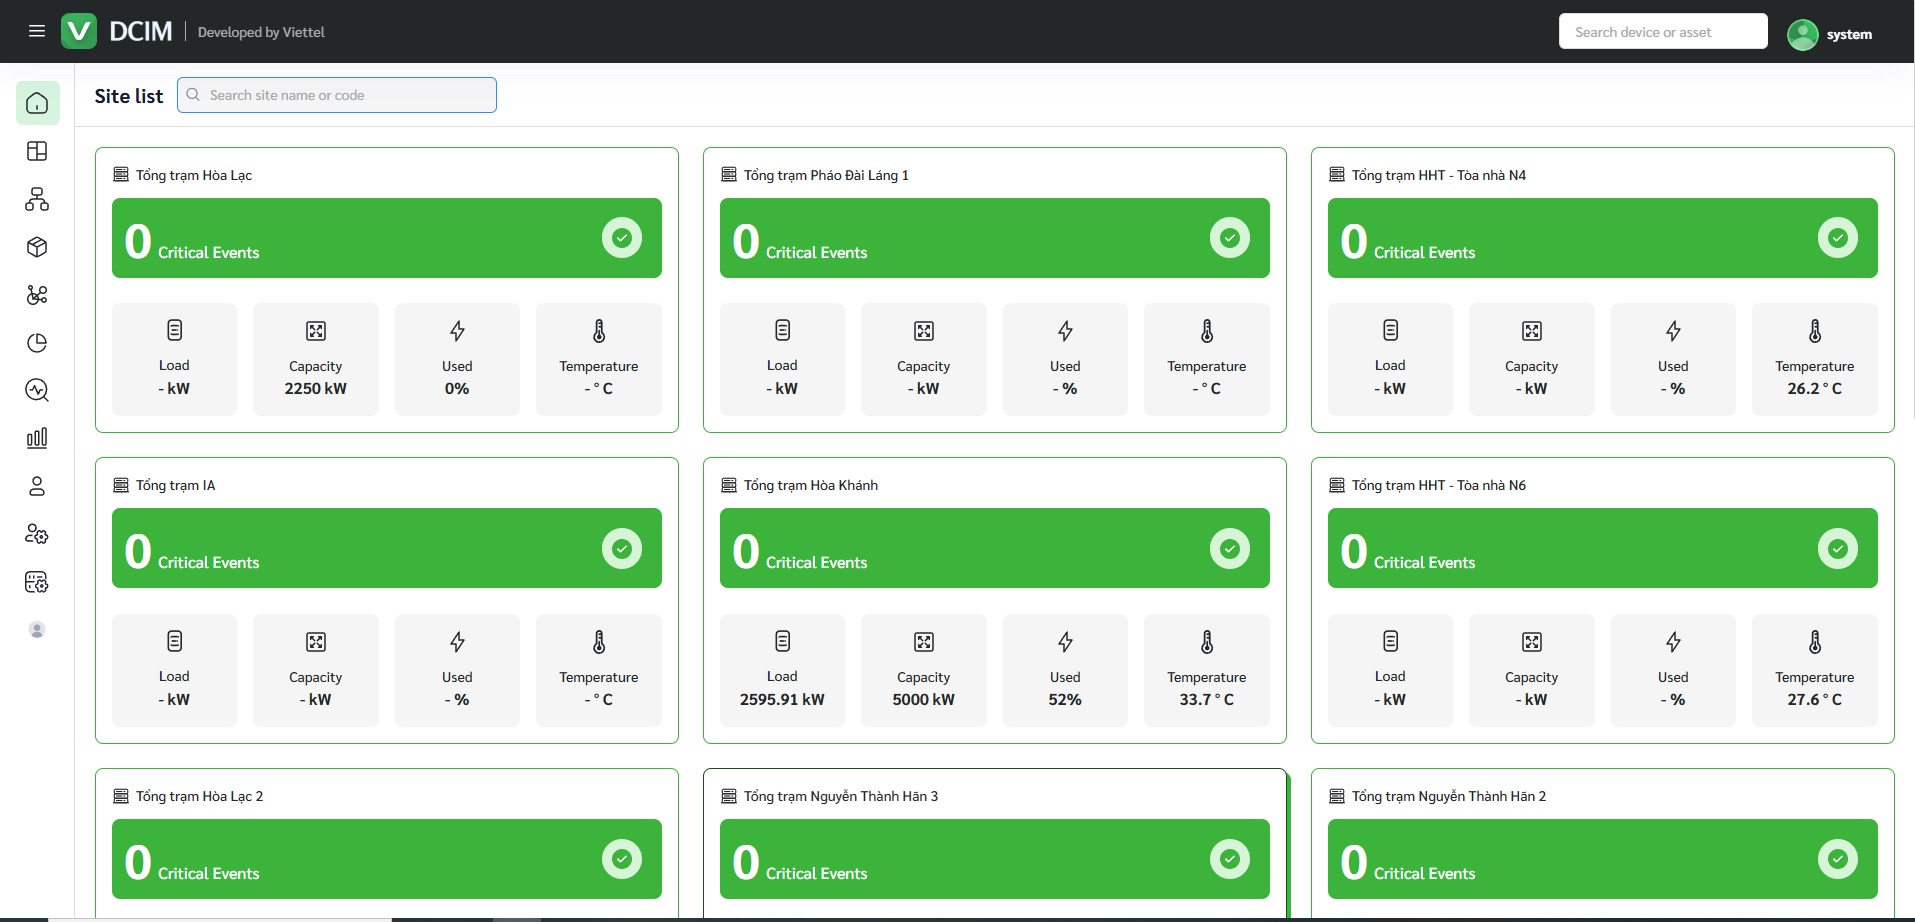 DCIM Developed by Viettel
Search device or asset
system
Site list
Search site name or code
Tổng trạm Hòa Lạc
0 Critical Events
Load
- kW
Capacity
2250 kW
Used
0%
Temperature
- ° C
Tổng trạm Pháo Đài Láng 1
0 Critical Events
Load
- kW
Capacity
- kW
Used
- %
Temperature
- ° C
Tổng trạm HHT - Tòa nhà N4
0 Critical Events
Load
- kW
Capacity
- kW
Used
- %
Temperature
26.2 ° C
Tổng trạm IA
0 Critical Events
Load
- kW
Capacity
- kW
Used
- %
Temperature
- ° C
Tổng trạm Hòa Khánh
0 Critical Events
Load
2595.91 kW
Capacity
5000 kW
Used
52%
Temperature
33.7 ° C
Tổng trạm HHT - Tòa nhà N6
0 Critical Events
Load
- kW
Capacity
- kW
Used
- %
Temperature
27.6 ° C
Tổng trạm Hòa Lạc 2
0 Critical Events
Tổng trạm Nguyễn Thành Hãn 3
0 Critical Events
Tổng trạm Nguyễn Thành Hãn 2
0 Critical Events